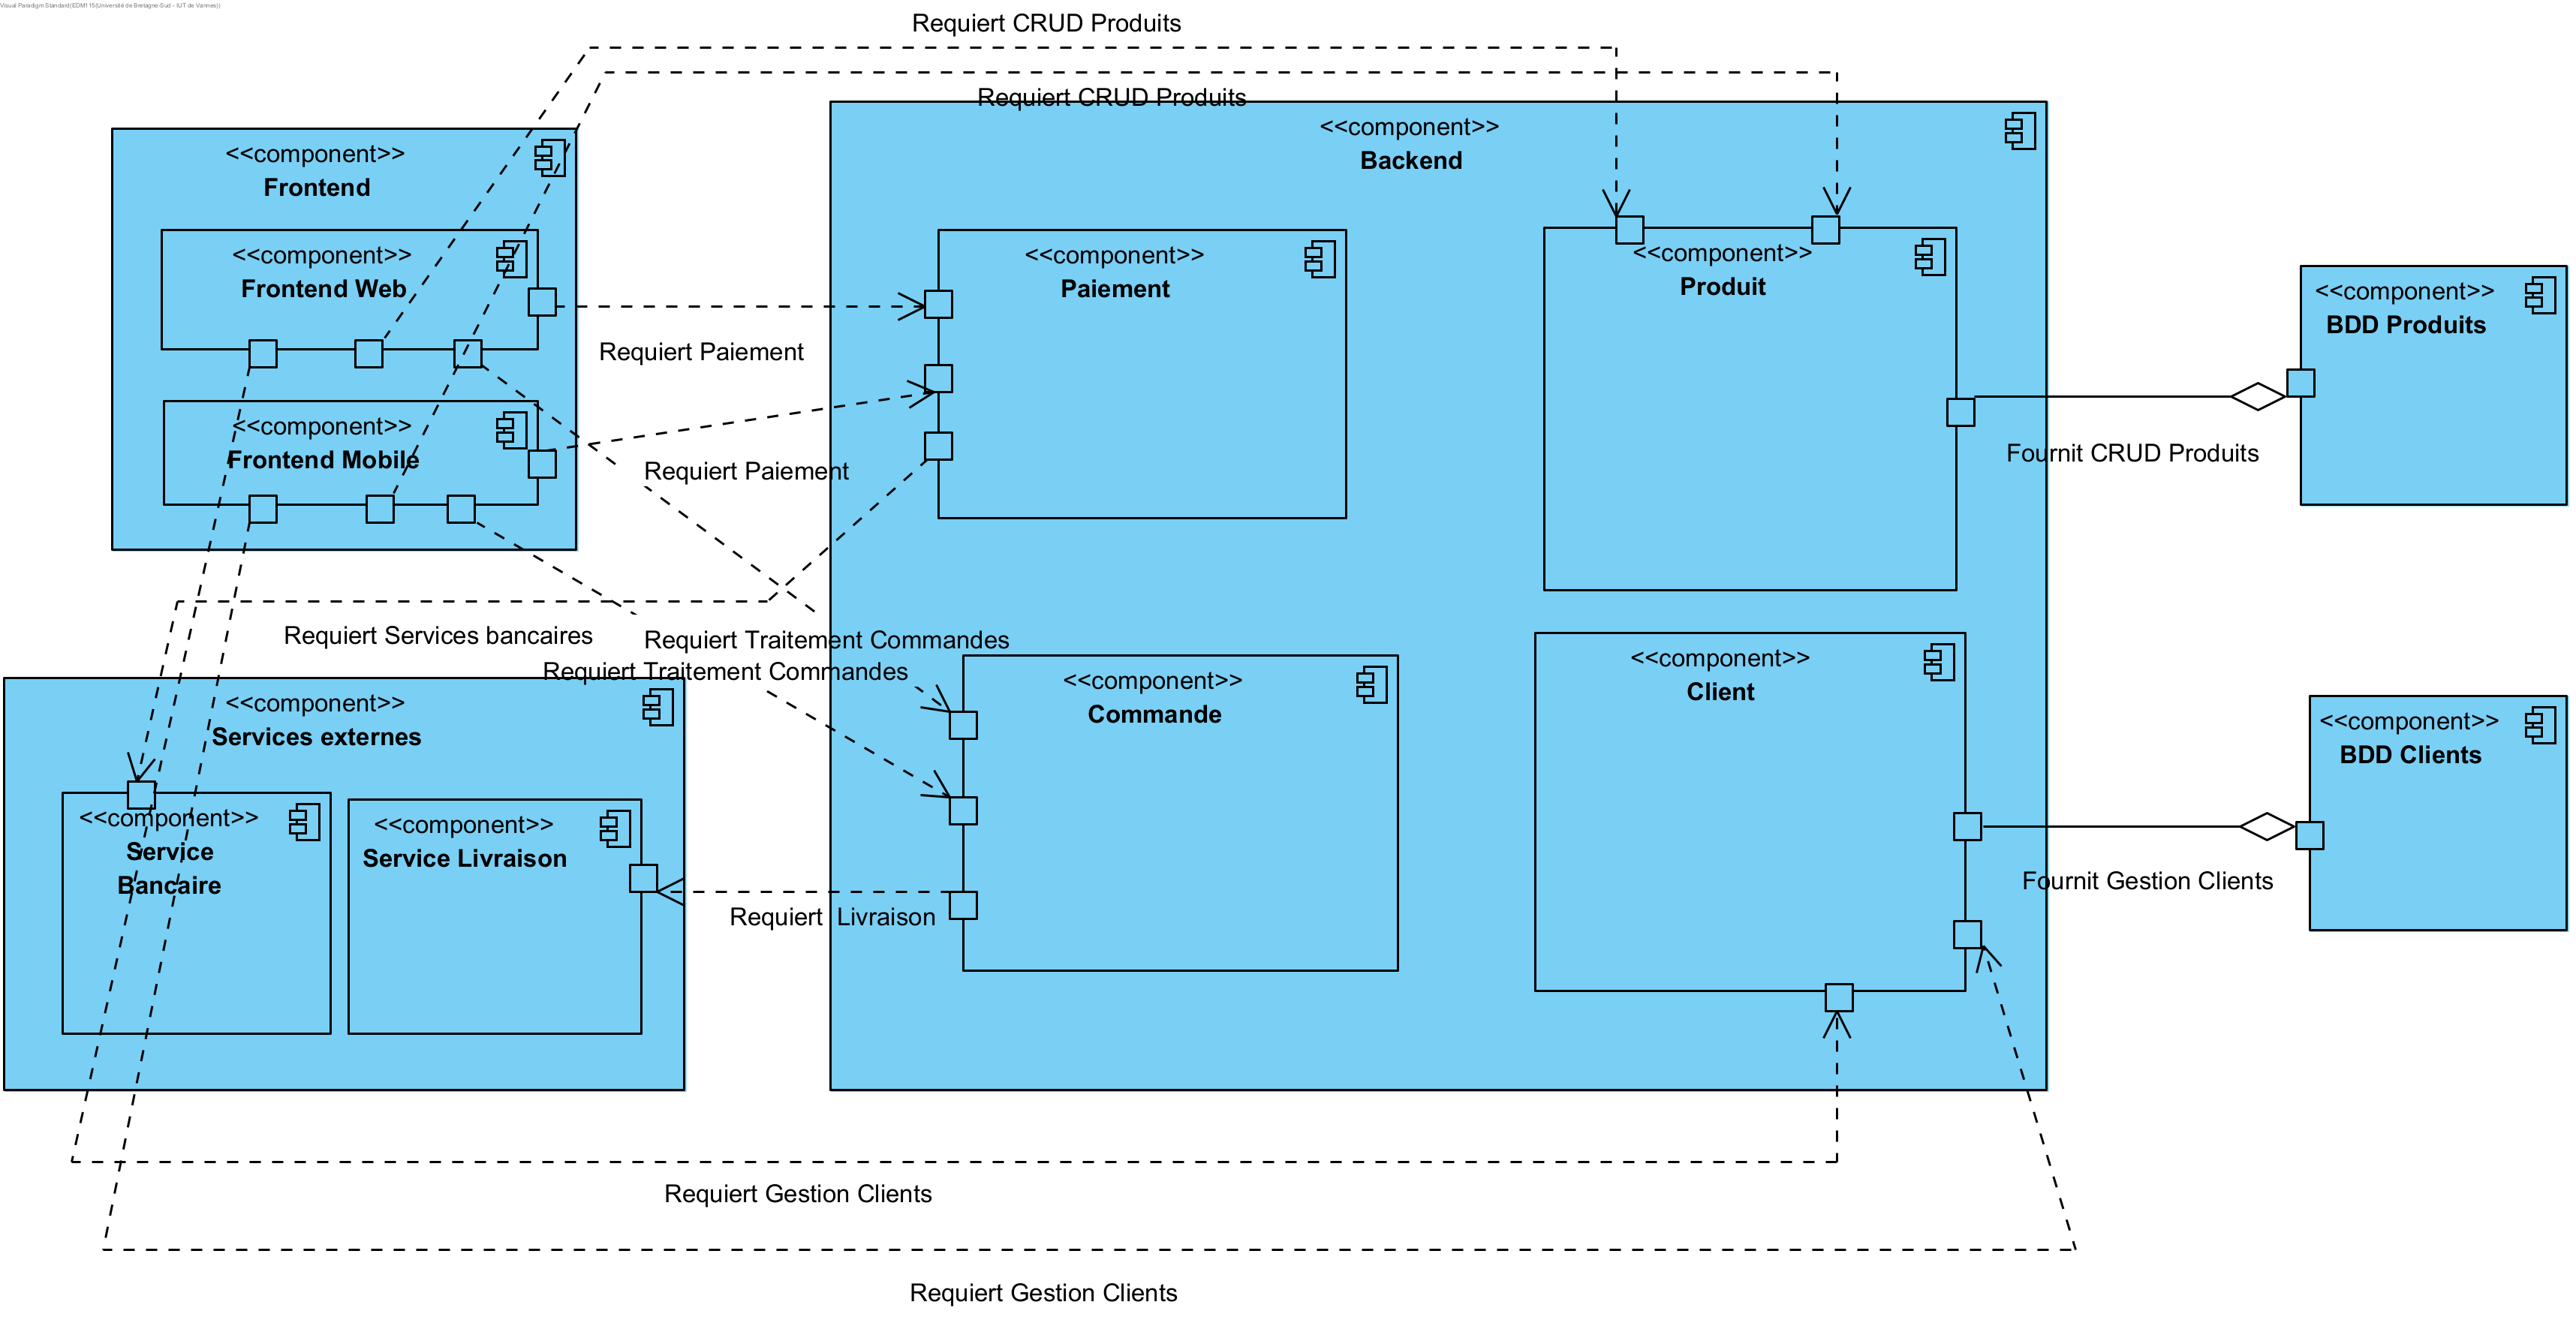 Visual Paradigm Standard(EDM115(Université de Bretagne-Sud - IUT de Vannes))
Requiert CRUD Produits
Requiert CRUD Produits
<<component>>
Backend
<<component>>
Frontend
<<component>>
Frontend Web
<<component>>
Paiement
<<component>>
Produit
<<component>>
BDD Produits
Requiert Paiement
<<component>>
Frontend Mobile
Requiert Paiement
Fournit CRUD Produits
Requiert Services bancaires
Requiert Traitement Commandes
Requiert Traitement Commandes
<<component>>
Services externes
<<component>>
Commande
<<component>>
Client
<<component>>
BDD Clients
<<component>>
Service
Bancaire
<<component>>
Service Livraison
Requiert  Livraison
Fournit Gestion Clients
Requiert Gestion Clients
Requiert Gestion Clients